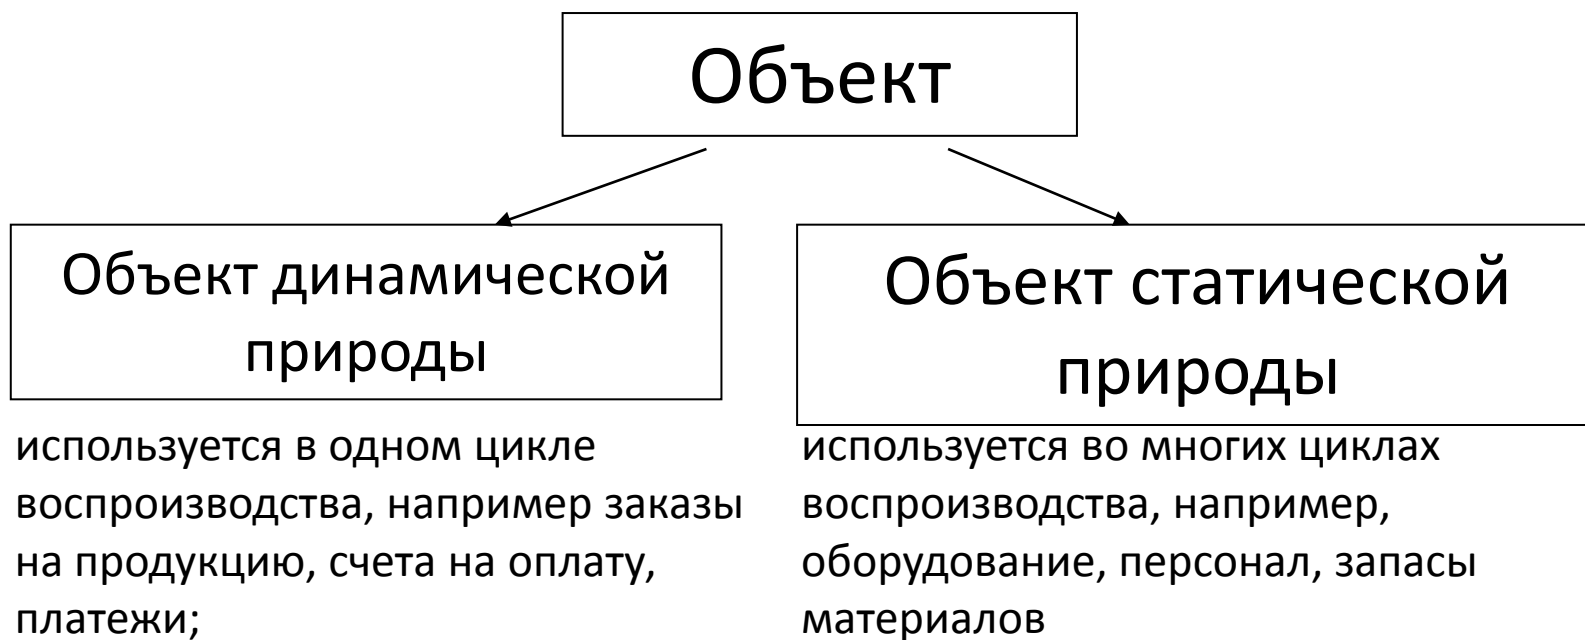 Объект
Объект динамической
природы
используется в одном цикле
воспроизводства, например заказы
на продукцию, счета на оплату,
платежи;
Объект статической
природы
используется во многих циклах
воспроизводства, например,
оборудование, персонал, запасы
материалов